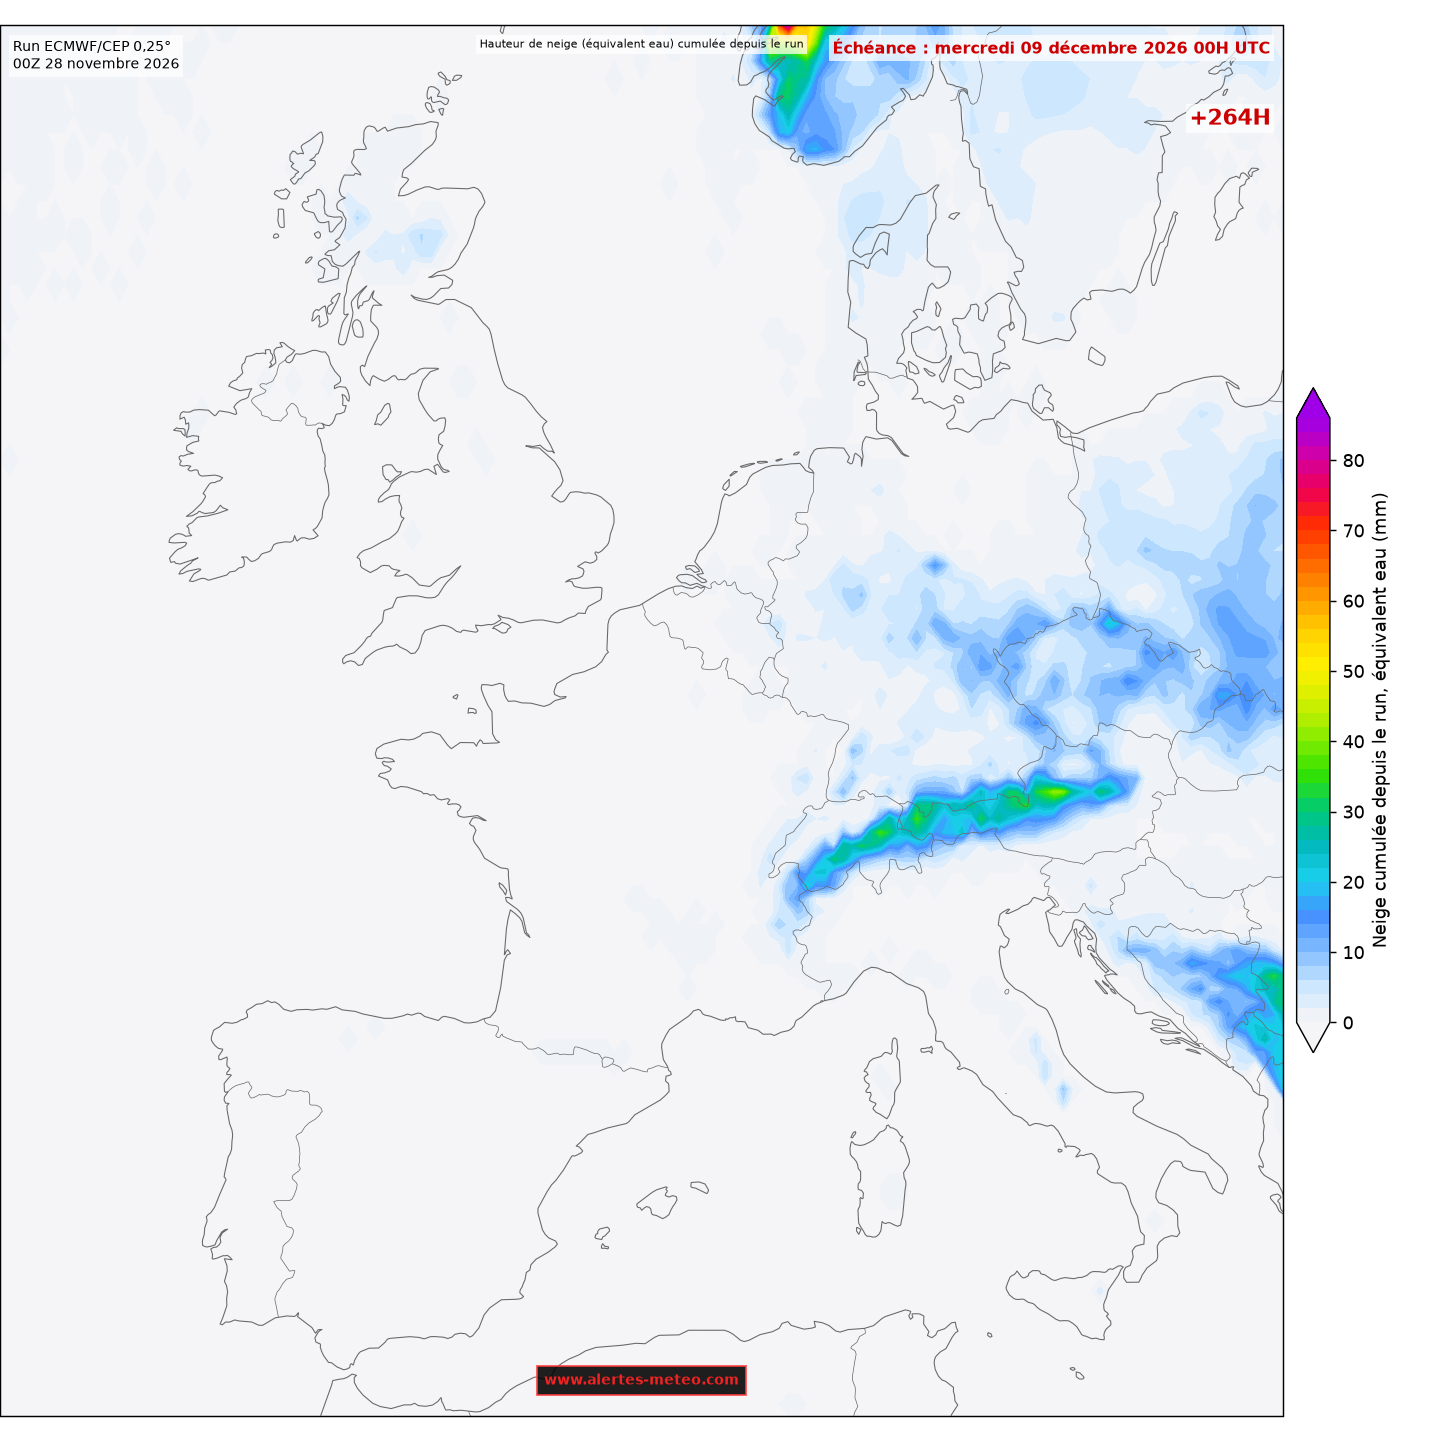 Run ECMWF/CEP 0,25°
00Z 28 novembre 2026
Hauteur de neige (équivalent eau) cumulée depuis le run
Échéance : mercredi 09 décembre 2026 00H UTC
+264H
80
70
60
50
40
30
20
10
0
Neige cumulée depuis le run, équivalent eau (mm)
www.alertes-meteo.com